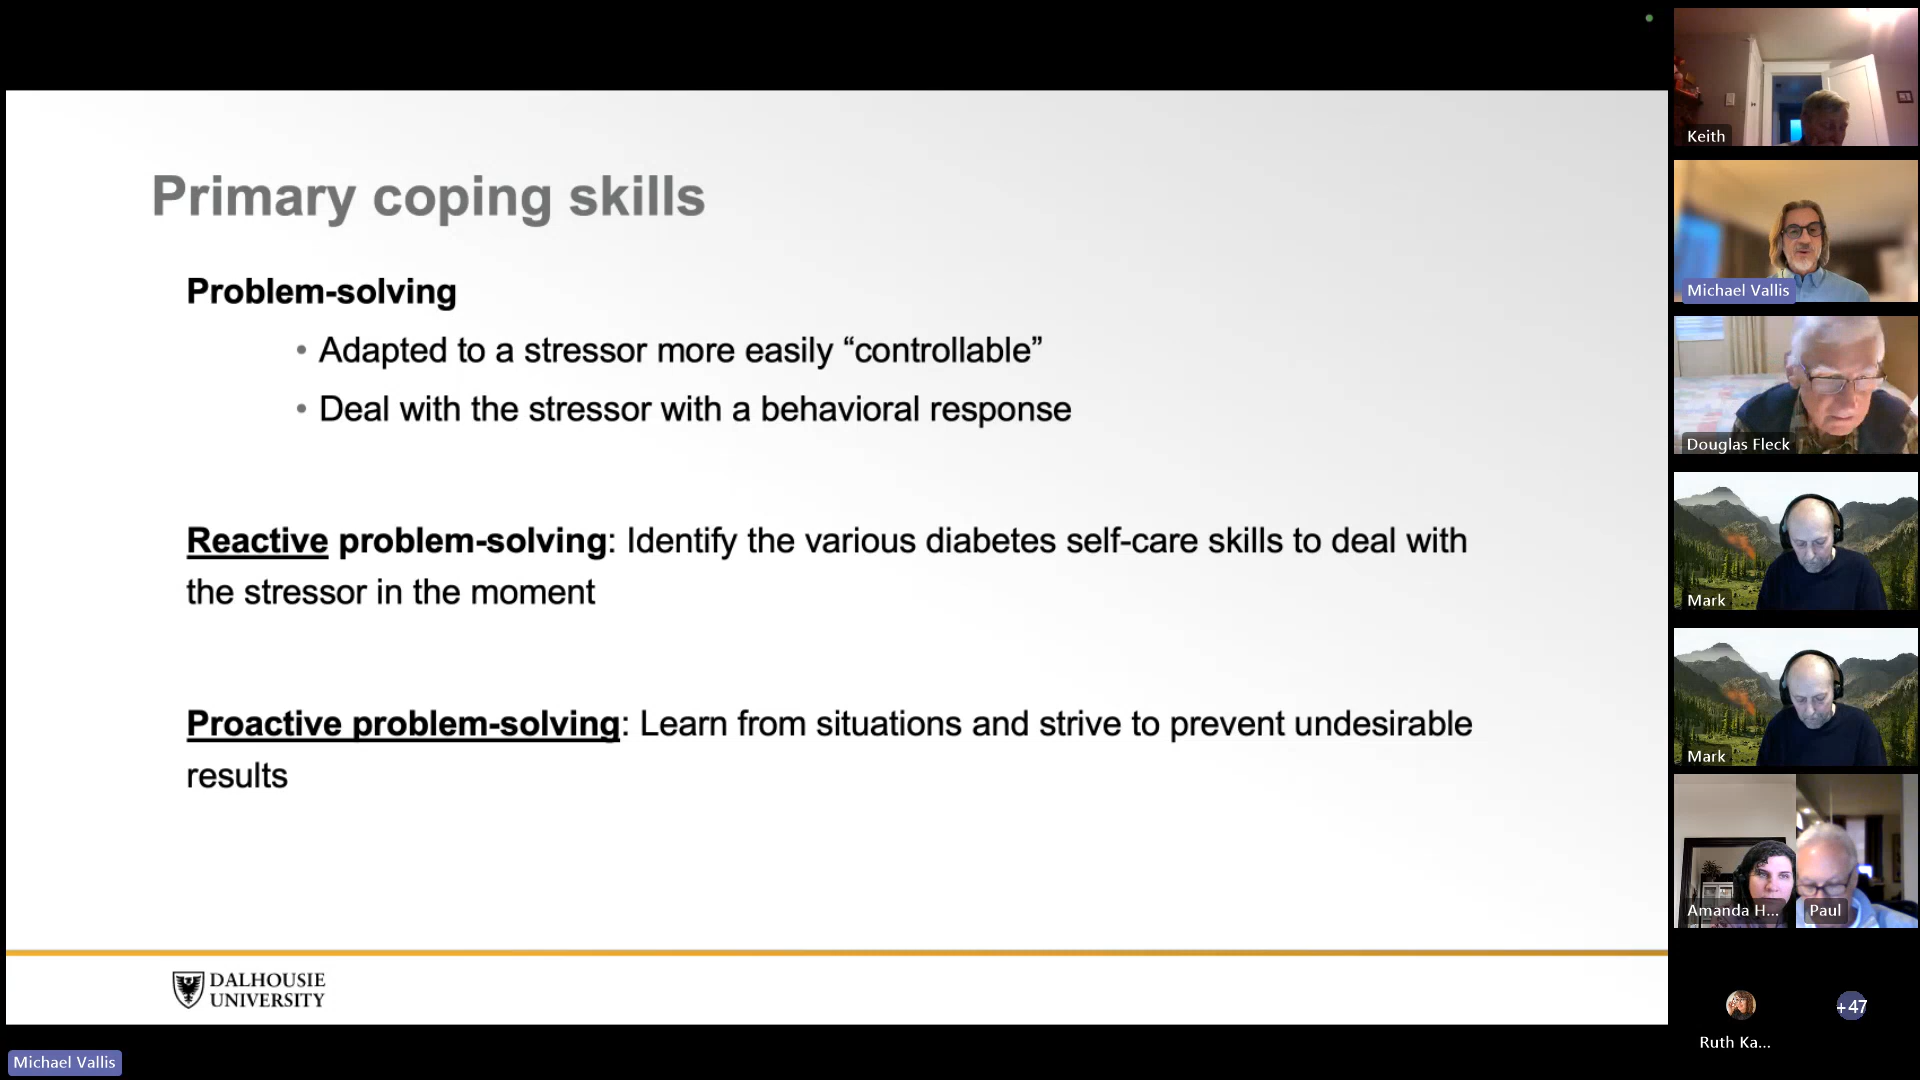 Primary coping skills
Problem-solving
• Adapted to a stressor more easily “controllable”
• Deal with the stressor with a behavioral response
Reactive problem-solving: Identify the various diabetes self-care skills to deal with
the stressor in the moment
Proactive problem-solving: Learn from situations and strive to prevent undesirable
results
DALHOUSIE
UNIVERSITY
Michael Vallis
Keith
Michael Vallis
Douglas Fleck
Mark
Mark
Amanda H...
Paul
Ruth Ka...
+47